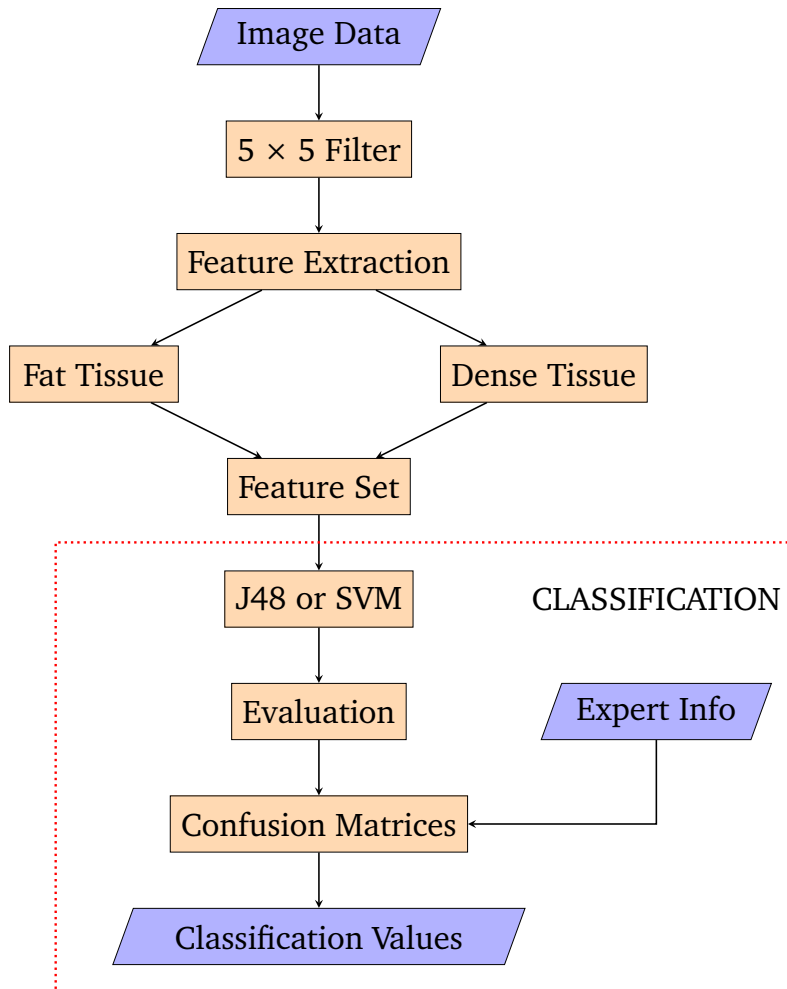 Image Data
5 × 5 Filter
Feature Extraction
Fat Tissue
Dense Tissue
Feature Set
J48 or SVM
CLASSIFICATION
Evaluation
Expert Info
Confusion Matrices
Classification Values